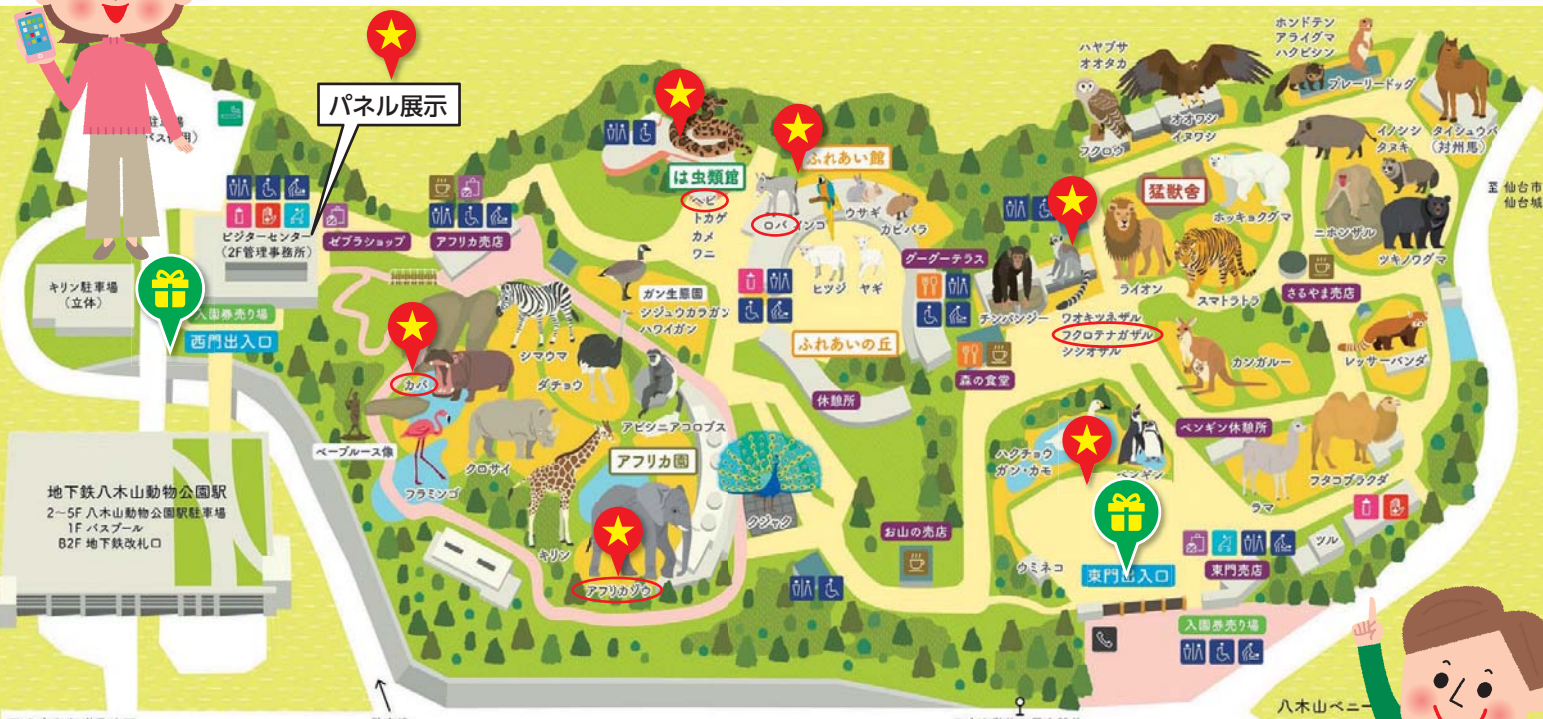 パネル展示
ビジターセンター
(2F管理事務所)
ゼブラショップ
アフリカ売店
キリン駐車場
(立体)
入園券売り場
西門出入口
地下鉄八木山動物公園駅
2〜5F 八木山動物公園駅駐車場
1F バスプール
B2F 地下鉄改札口
ベーブルース像
は虫類館
ヘビ
トカゲ
カメ
ワニ
ふれあい館
ロバ
インコ
ウサギ
カピバラ
ヒツジ
ヤギ
ふれあいの丘
休憩所
グーグーテラス
森の食堂
ガン生態園
シジュウカラガン
ハワイガン
シマウマ
ダチョウ
カバ
アビシニアコロブス
クロサイ
フラミンゴ
アフリカ園
キリン
アフリカゾウ
クジャク
お山の売店
チンパンジー
ワオキツネザル
フクロテナガザル
シシオザル
ハヤブサ
オオタカ
フクロウ
オオワシ
イヌワシ
ホンドテン
アライグマ
ハクビシン
プレーリードッグ
タイシュウバ
(対州馬)
イノシシ
タヌキ
猛獣舎
ホッキョクグマ
ライオン
スマトラトラ
ニホンザル
ツキノワグマ
さるやま売店
カンガルー
レッサーパンダ
ペンギン休憩所
フタコブラクダ
ラマ
ハクチョウ
ガン・カモ
ペンギン
ウミネコ
東門出入口
東門売店
ツル
入園券売り場
至 仙台市
仙台城
八木山ベニー